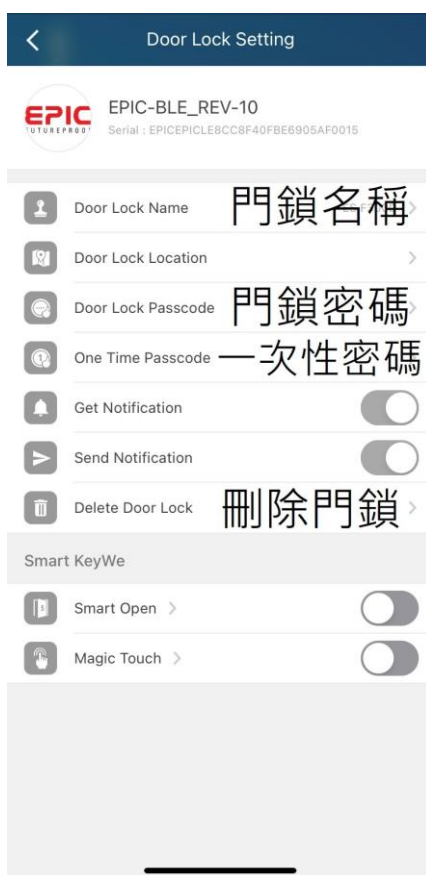 Door Lock Setting
EPIC
EPIC-BLE_REV-10
Serial : EPICEPICLE8CC8F40FBE6905AF0015
Door Lock Name 門鎖名稱
Door Lock Location
Door Lock Passcode 門鎖密碼
One Time Passcode 一次性密碼
Get Notification
Send Notification
Delete Door Lock 刪除門鎖
Smart KeyWe
Smart Open
Magic Touch